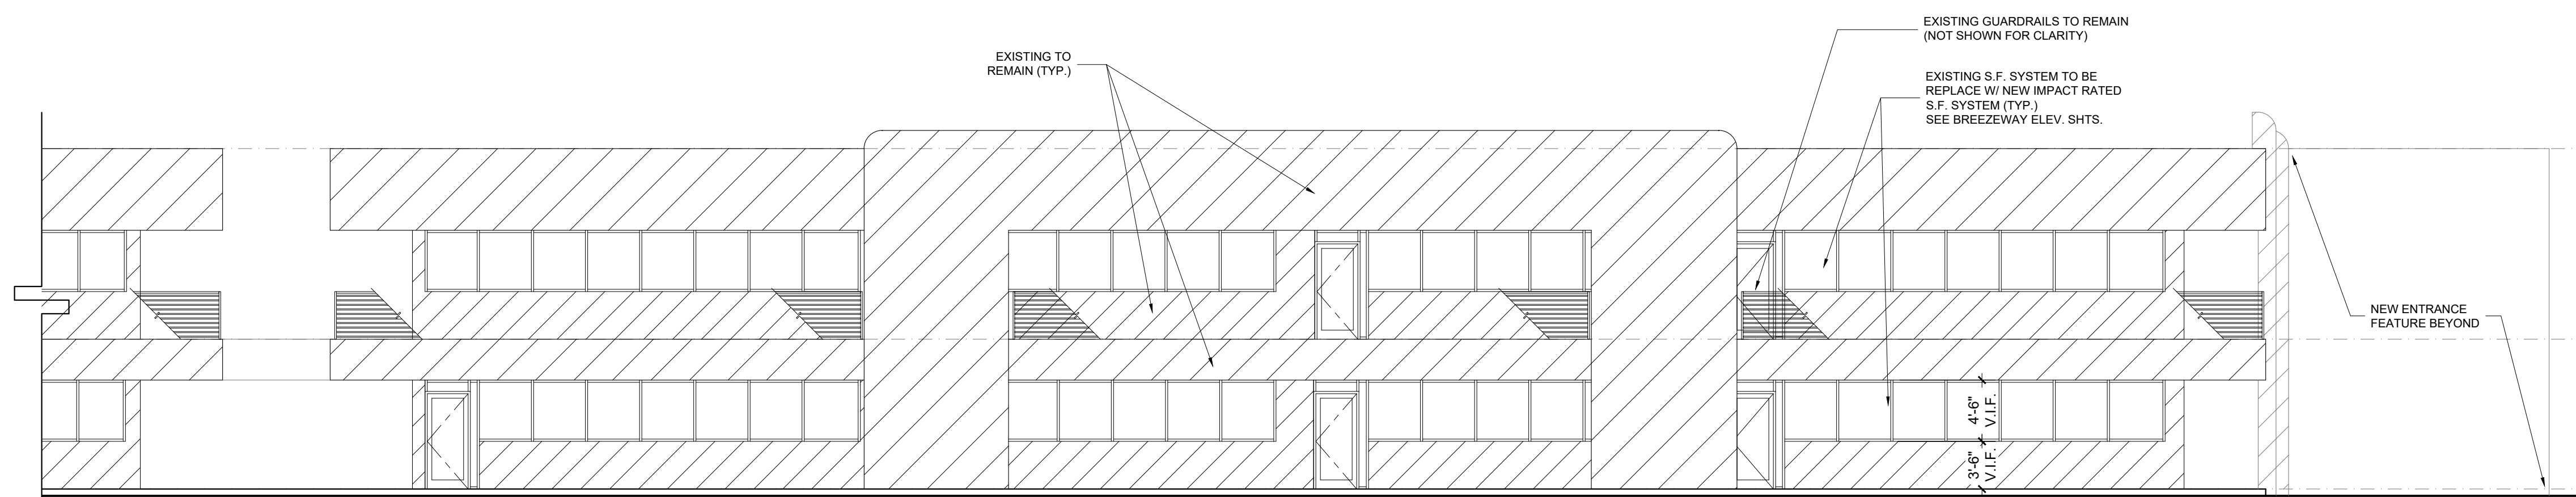 EXISTING GUARDRAILS TO REMAIN
(NOT SHOWN FOR CLARITY)
EXISTING TO
REMAIN (TYP.)
EXISTING S.F. SYSTEM TO BE
REPLACE W/ NEW IMPACT RATED
S.F. SYSTEM (TYP.)
SEE BREEZEWAY ELEV. SHTS.
NEW ENTRANCE
FEATURE BEYOND
4'-6"
V.I.F.
3'-6"
V.I.F.